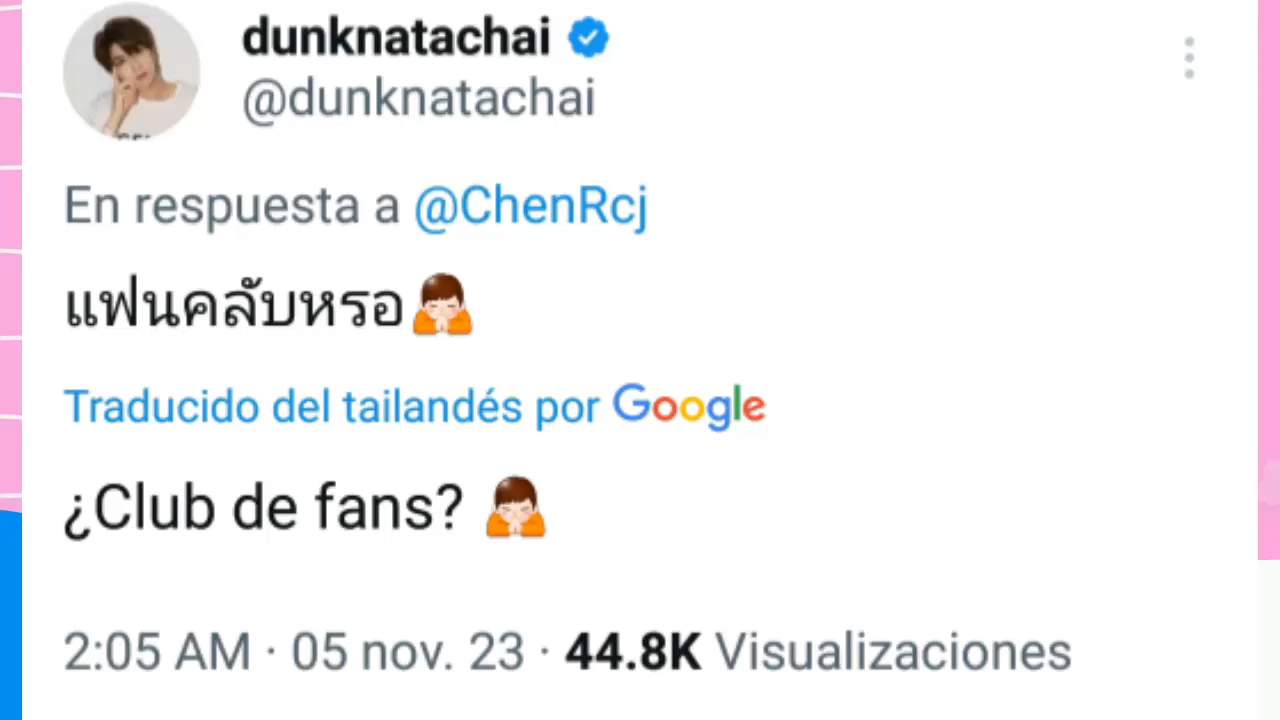 dunknatachai
@dunknatachai
En respuesta a @ChenRcj
แฟนคลับหรอ🙏
Traducido del tailandés por Google
¿Club de fans? 🙏
2:05 AM · 05 nov. 23 · 44.8K Visualizaciones